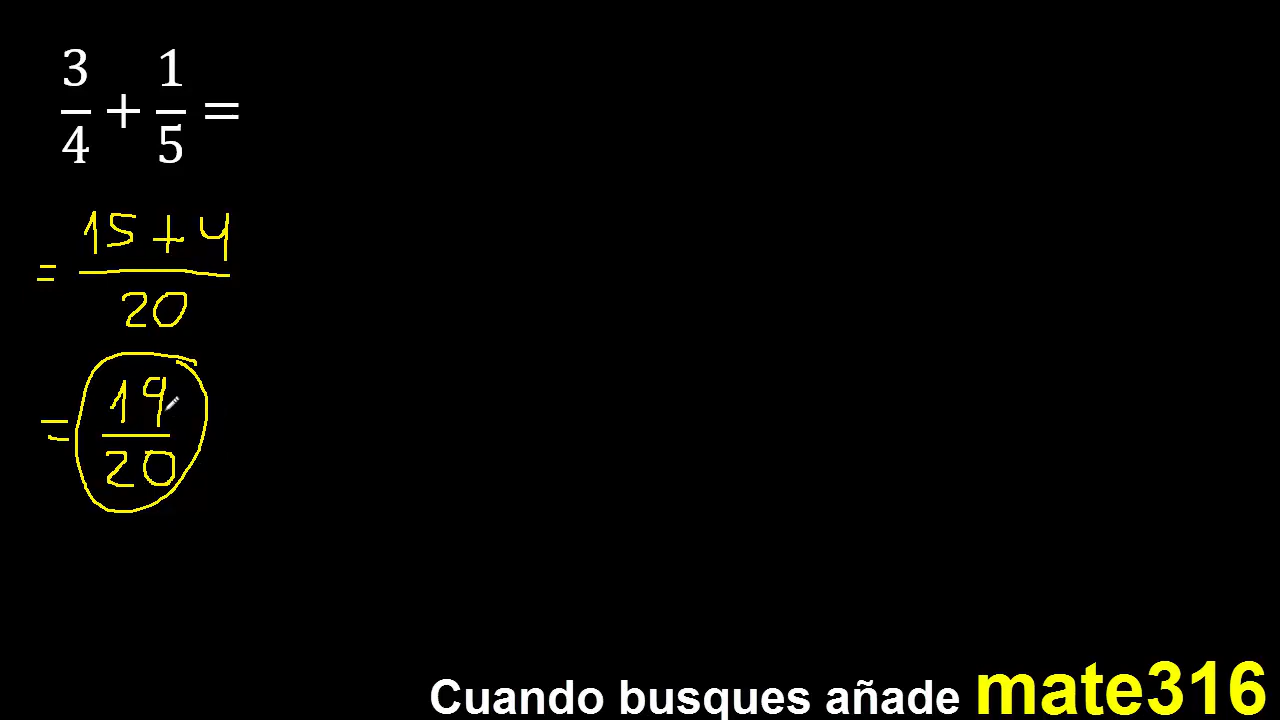 3/4 + 1/5 =
= 15 + 4 / 20
= 19/20
Cuando busques añade mate316